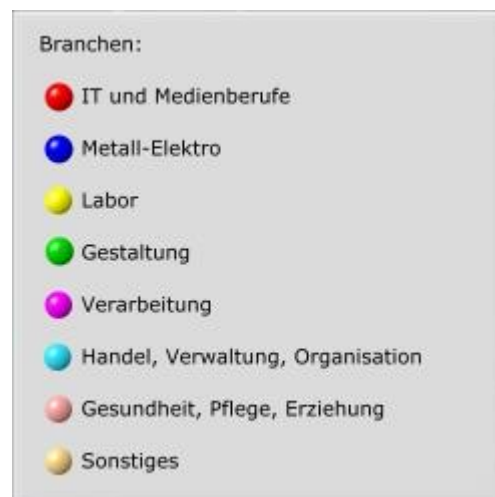 Branchen:
IT und Medienberufe
Metall-Elektro
Labor
Gestaltung
Verarbeitung
Handel, Verwaltung, Organisation
Gesundheit, Pflege, Erziehung
Sonstiges